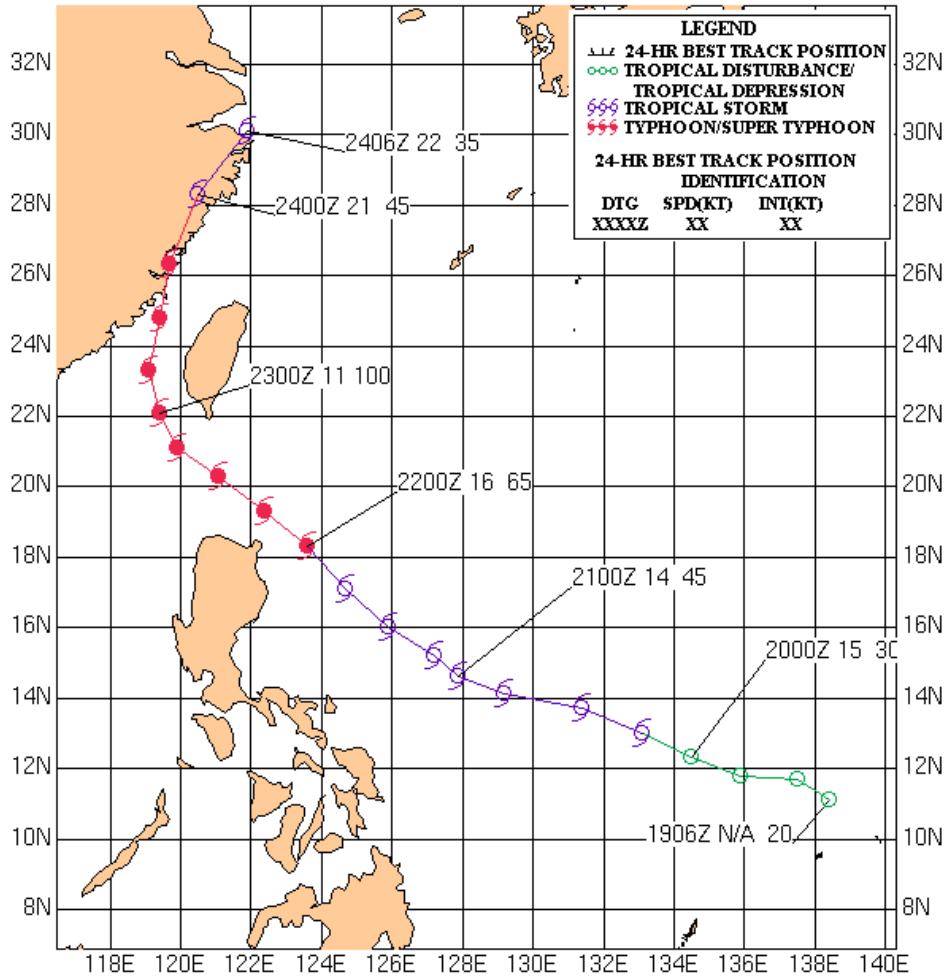 LEGEND
24-HR BEST TRACK POSITION
TROPICAL DISTURBANCE/
TROPICAL DEPRESSION
TROPICAL STORM
TYPHOON/SUPER TYPHOON
24-HR BEST TRACK POSITION
IDENTIFICATION
DTG SPD(KT) INT(KT)
XXXXZ XX XX
32N 32N
30N 30N
2406Z 22 35
28N 28N
2400Z 21 45
26N 26N
24N 24N
2300Z 11 100
22N 22N
20N 20N
2200Z 16 65
18N 18N
2100Z 14 45
16N 16N
2000Z 15 30
14N 14N
12N 12N
1906Z N/A 20
10N 10N
8N 8N
118E 120E 122E 124E 126E 128E 130E 132E 134E 136E 138E 140E